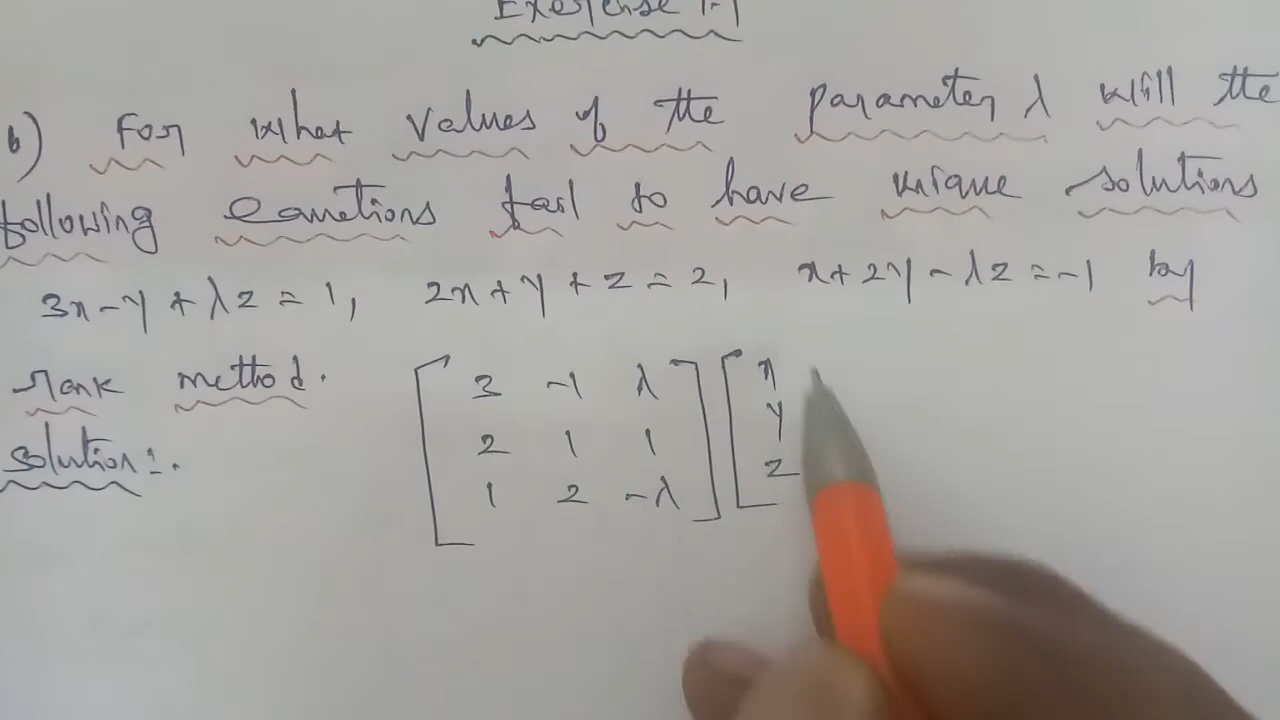 Exercise 1.1
6) For what values of the parameter λ will the
following equations fail to have unique solutions
3x-y+λz=1, 2x+y+z=2, x+2y-λz=-1 by
rank method.
solution:.
3 -1 λ x
2 1 1 y
1 2 -λ z